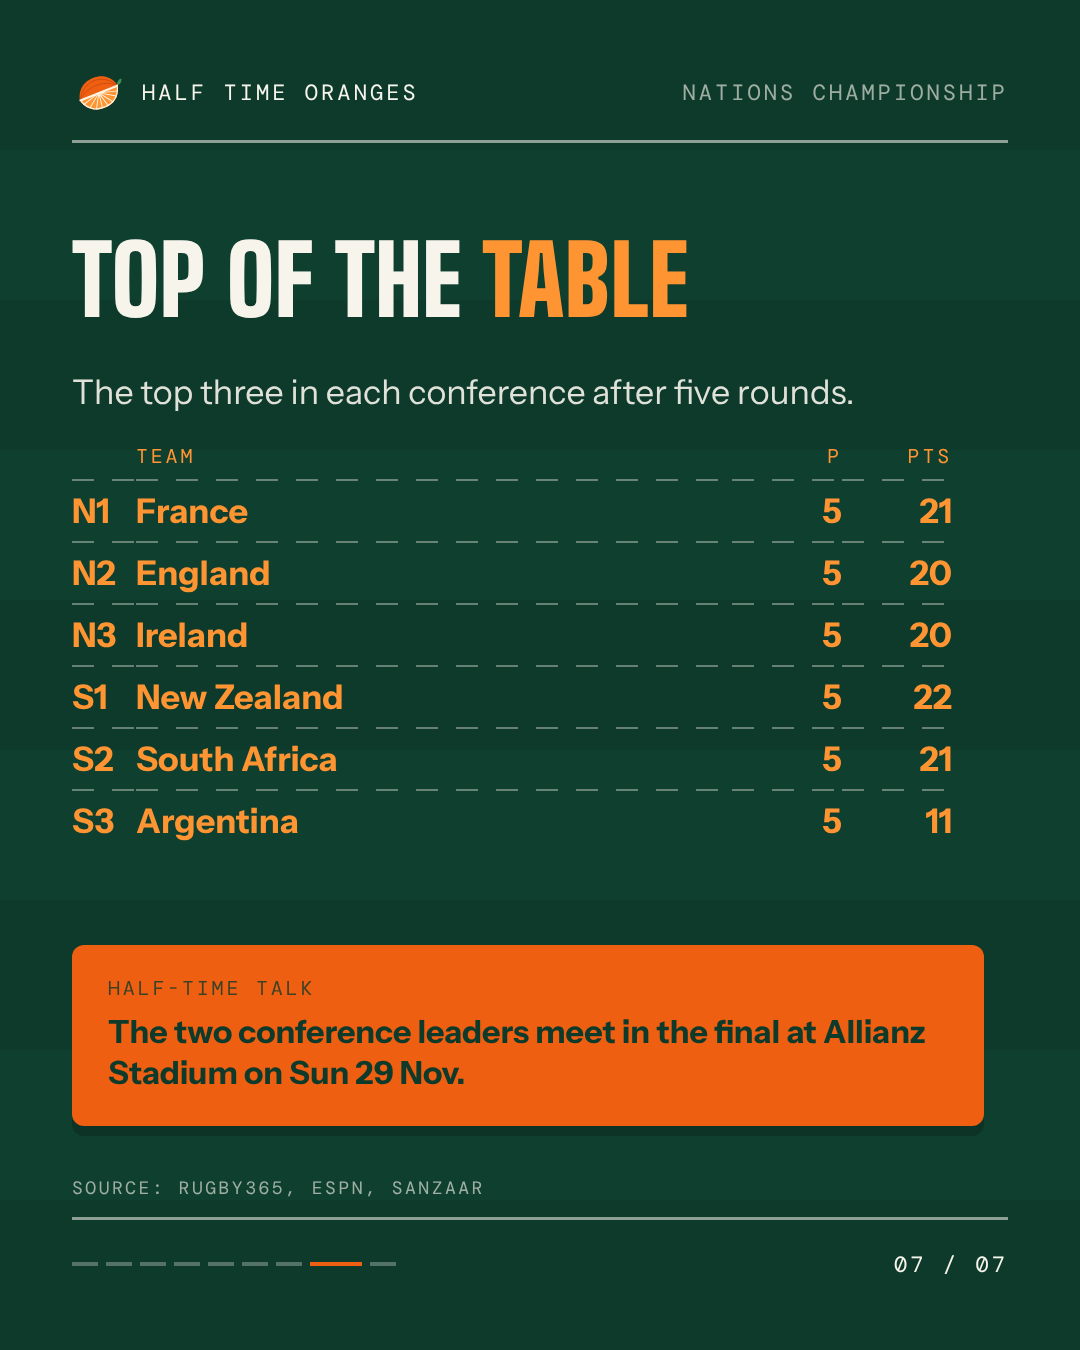 HALF TIME ORANGES
NATIONS CHAMPIONSHIP
TOP OF THE TABLE
The top three in each conference after five rounds.
TEAM P PTS
N1 France 5 21
N2 England 5 20
N3 Ireland 5 20
S1 New Zealand 5 22
S2 South Africa 5 21
S3 Argentina 5 11
HALF-TIME TALK
The two conference leaders meet in the final at Allianz
Stadium on Sun 29 Nov.
SOURCE: RUGBY365, ESPN, SANZAAR
07 / 07